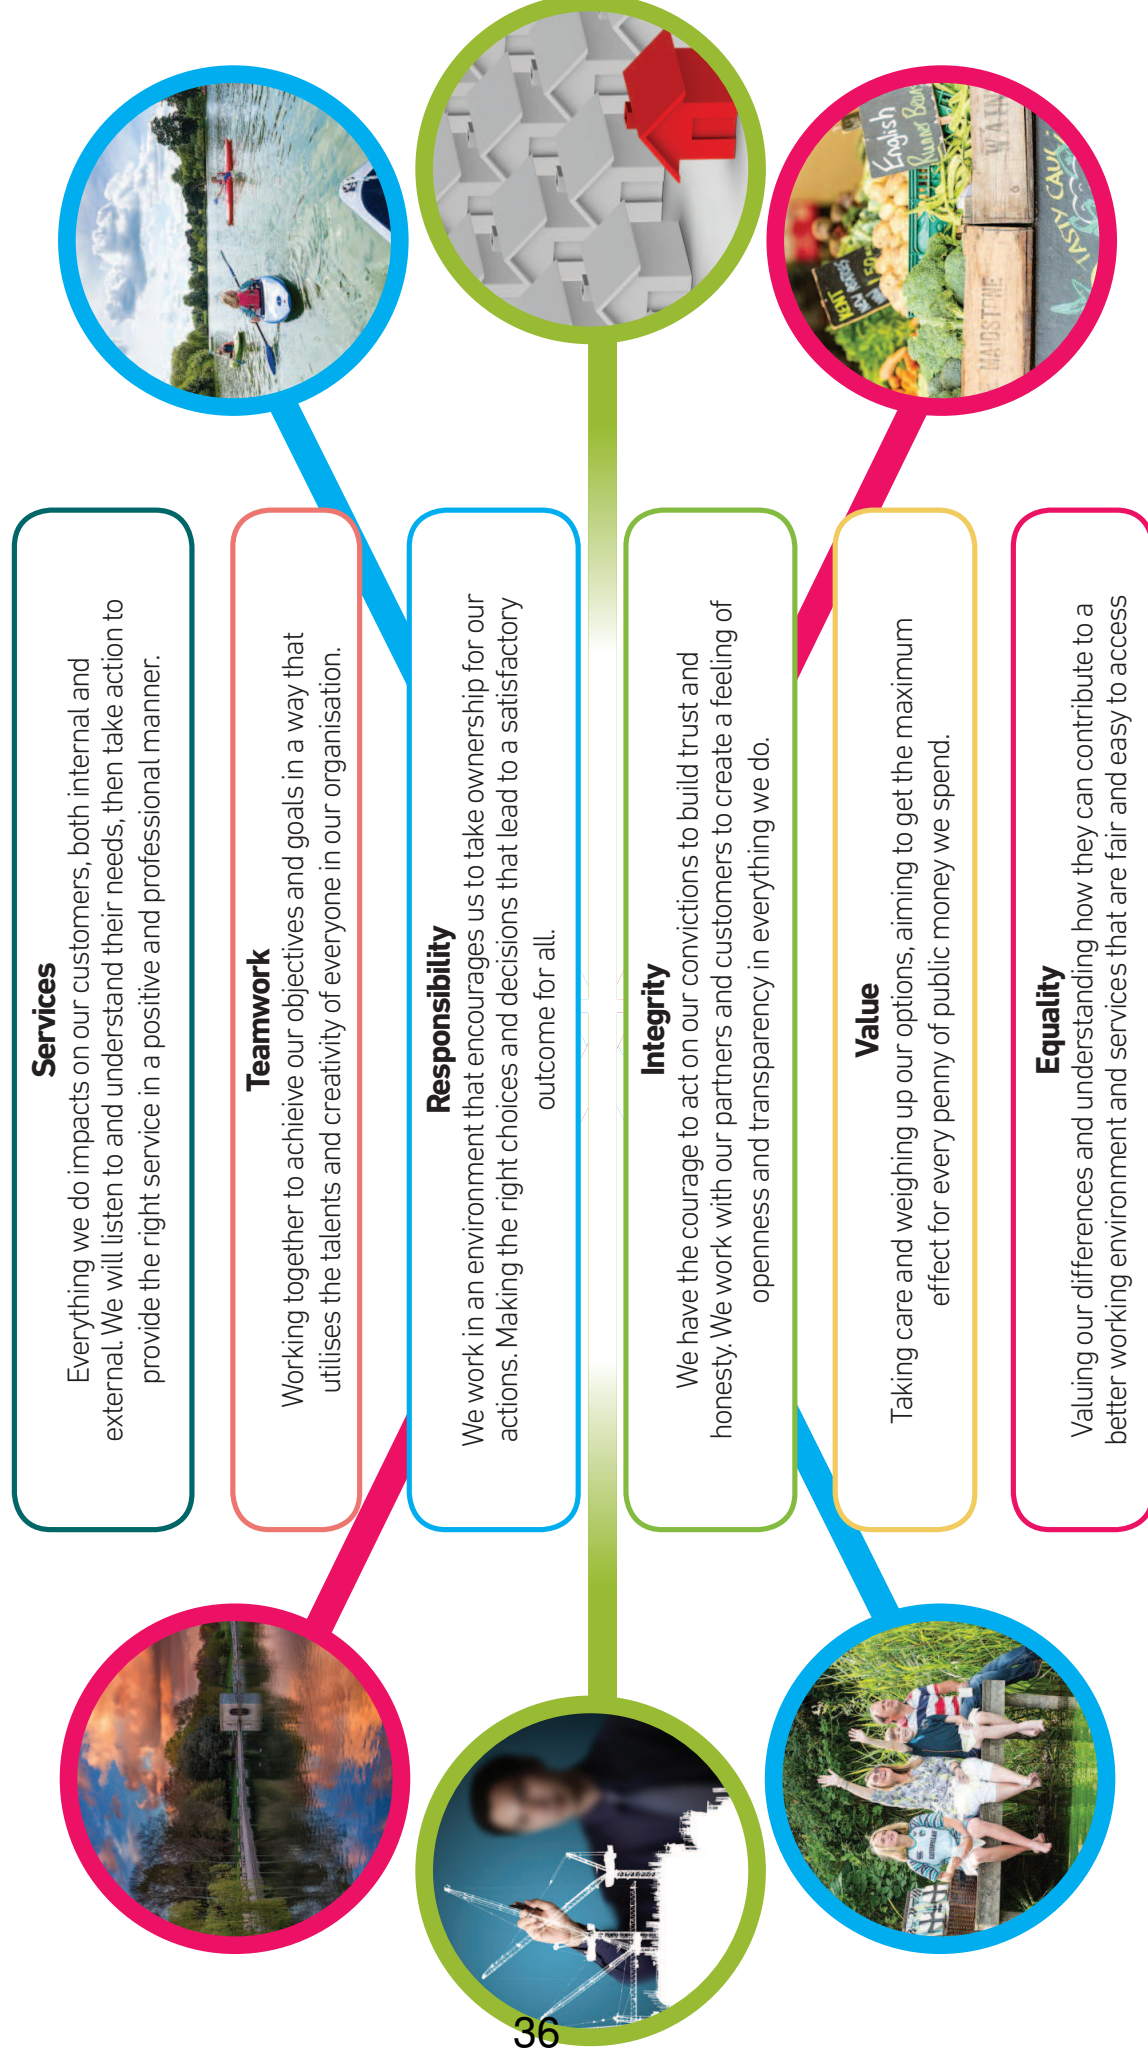 Services
Everything we do impacts on our customers, both internal and
external. We will listen to and understand their needs, then take action to
provide the right service in a positive and professional manner.
Teamwork
Working together to achieive our objectives and goals in a way that
utilises the talents and creativity of everyone in our organisation.
Responsibility
We work in an environment that encourages us to take ownership for our
actions. Making the right choices and decisions that lead to a satisfactory
outcome for all.
Integrity
We have the courage to act on our convictions to build trust and
honesty. We work with our partners and customers to create a feeling of
openness and transparency in everything we do.
Value
Taking care and weighing up our options, aiming to get the maximum
effect for every penny of public money we spend.
Equality
Valuing our differences and understanding how they can contribute to a
better working environment and services that are fair and easy to access
English
Runner Beans
KENT
NEW POTATOES
MAIDSTONE
TASTY CAULI
36